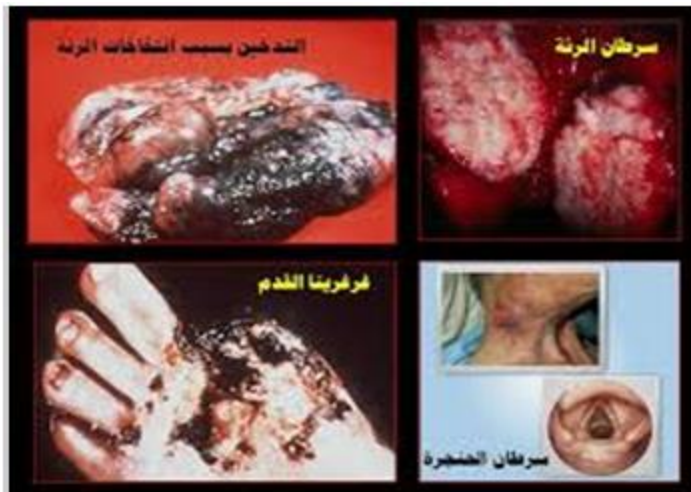 سرطان الرئة
التدخين يسبب انتفاخات الرئة
غرغرينا القدم
سرطان الحنجرة